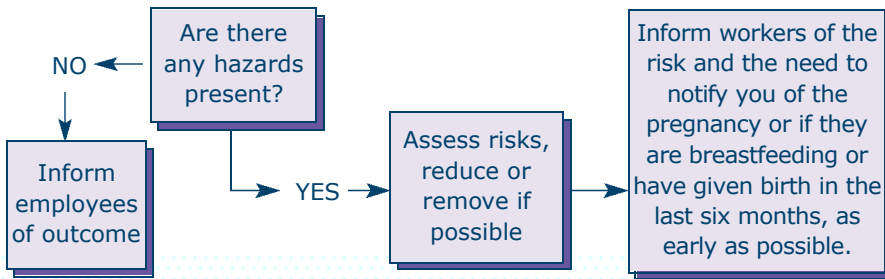 Are there
any hazards
present?
NO
Inform
employees
of outcome
YES
Assess risks,
reduce or
remove if
possible
Inform workers of the
risk and the need to
notify you of the
pregnancy or if they
are breastfeeding or
have given birth in the
last six months, as
early as possible.